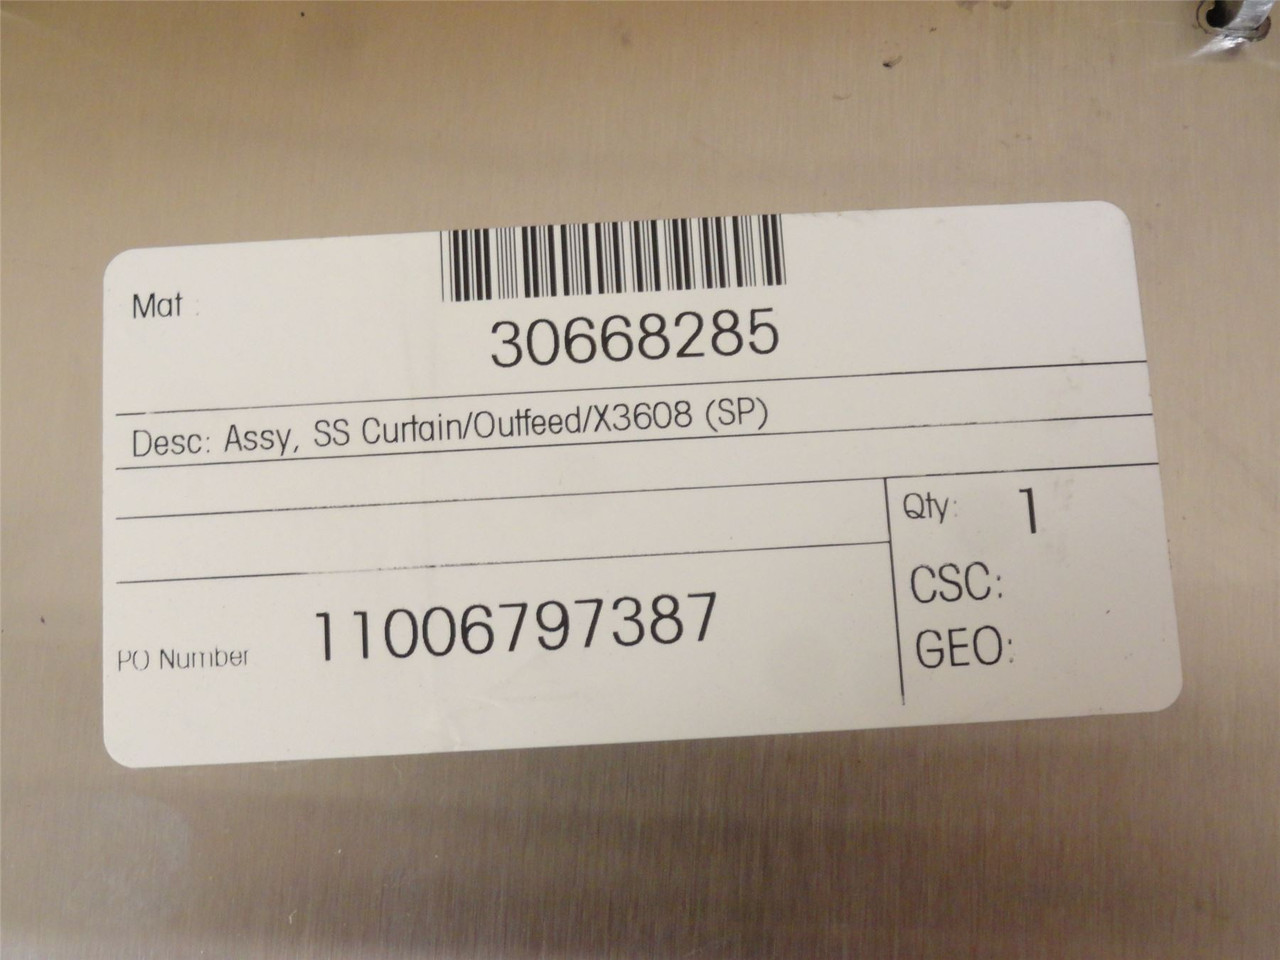 Mat :
30668285
Desc: Assy, SS Curtain/Outfeed/X3608 (SP)
Qty: 1
CSC:
GEO:
PO Number 11006797387